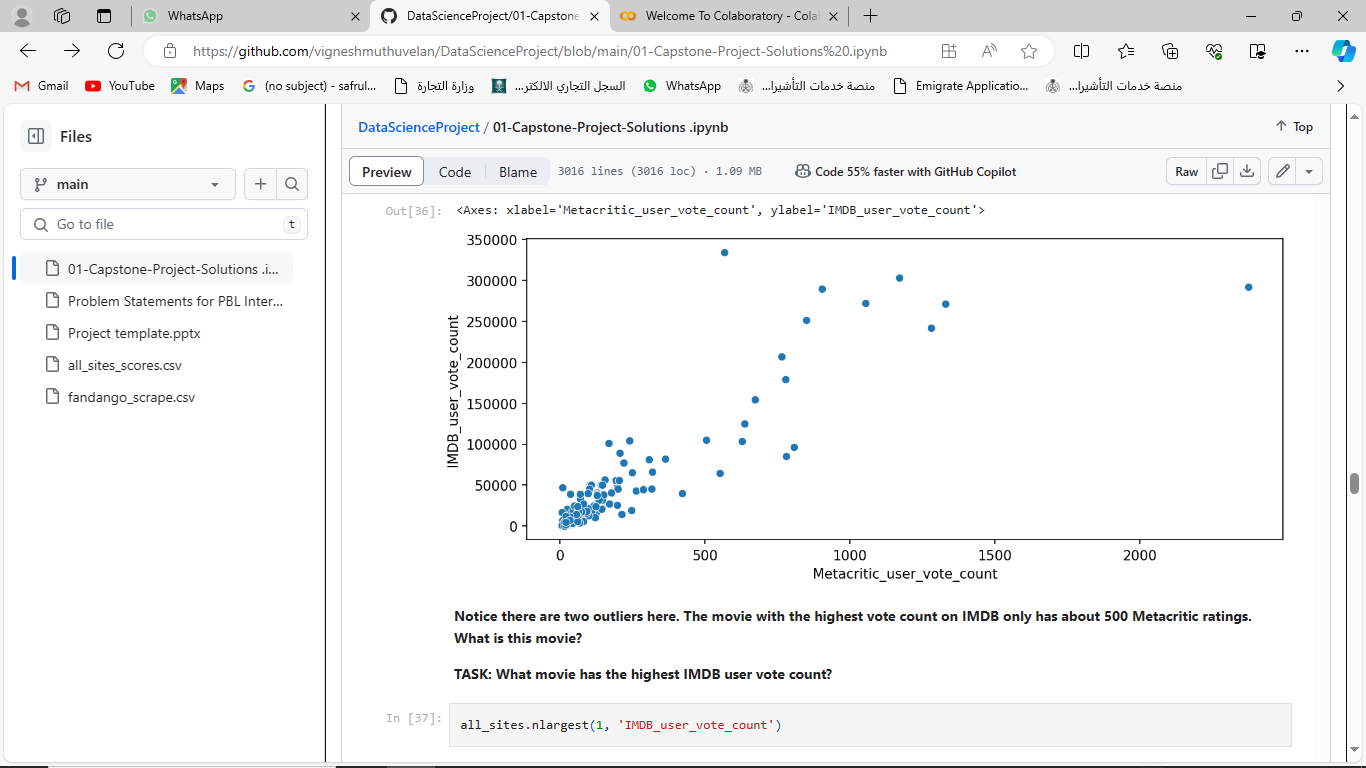 WhatsApp
DataScienceProject/01-Capstone-
Welcome To Colaboratory - Cola
https://github.com/vigneshmuthuvelan/DataScienceProject/blob/main/01-Capstone-Project-Solutions%20.ipynb
Gmail
YouTube
Maps
(no subject) - safrul...
وزارة التجارة
السجل التجاري الالكتر...
WhatsApp
منصة خدمات التأشيرا...
Emigrate Applicatio...
منصة خدمات التأشيرا...
Files
main
Go to file
t
01-Capstone-Project-Solutions .i...
Problem Statements for PBL Inter...
Project template.pptx
all_sites_scores.csv
fandango_scrape.csv
DataScienceProject / 01-Capstone-Project-Solutions .ipynb
Top
Preview
Code
Blame
3016 lines (3016 loc) · 1.09 MB
Code 55% faster with GitHub Copilot
Raw
Out[36]:
<Axes: xlabel='Metacritic_user_vote_count', ylabel='IMDB_user_vote_count'>
350000
300000
250000
200000
150000
100000
50000
0
IMDB_user_vote_count
0 500 1000 1500 2000
Metacritic_user_vote_count
Notice there are two outliers here. The movie with the highest vote count on IMDB only has about 500 Metacritic ratings.
What is this movie?
TASK: What movie has the highest IMDB user vote count?
In [37]:
all_sites.nlargest(1, 'IMDB_user_vote_count')